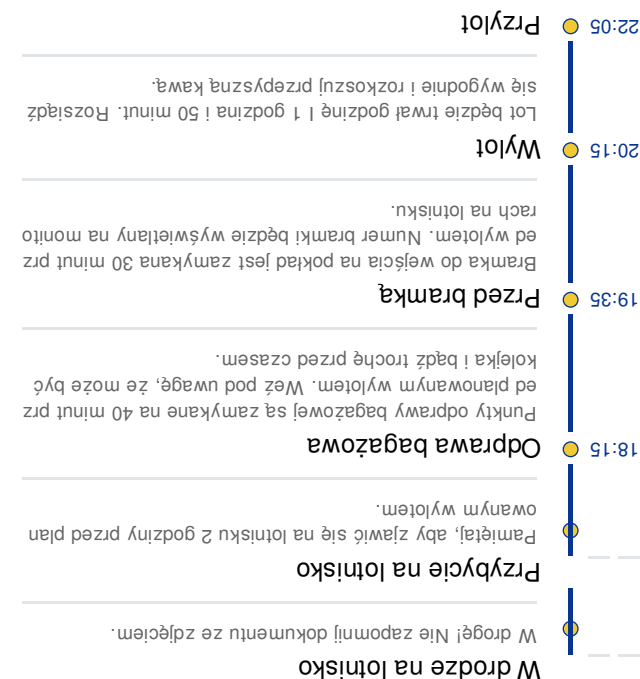 W drodze na lotnisko
W drogę! Nie zapomnij dokumentu ze zdjęciem.
Przybycie na lotnisko
Pamiętaj, aby zjawić się na lotnisku 2 godziny przed plan
owanym wylotem.
18:15
Odprawa bagażowa
Punkty odprawy bagażowej są zamykane na 40 minut prz
ed planowanym wylotem. Weź pod uwagę, że może być
kolejka i bądź trochę przed czasem.
19:35
Przed bramką
Bramka do wejścia na pokład jest zamykana 30 minut prz
ed wylotem. Numer bramki będzie wyświetlany na monito
rach na lotnisku.
20:15
Wylot
Lot będzie trwał godzinę I 1 godzina i 50 minut. Rozsiądź
się wygodnie i rozkoszuj przepyszną kawą.
22:05
Przylot